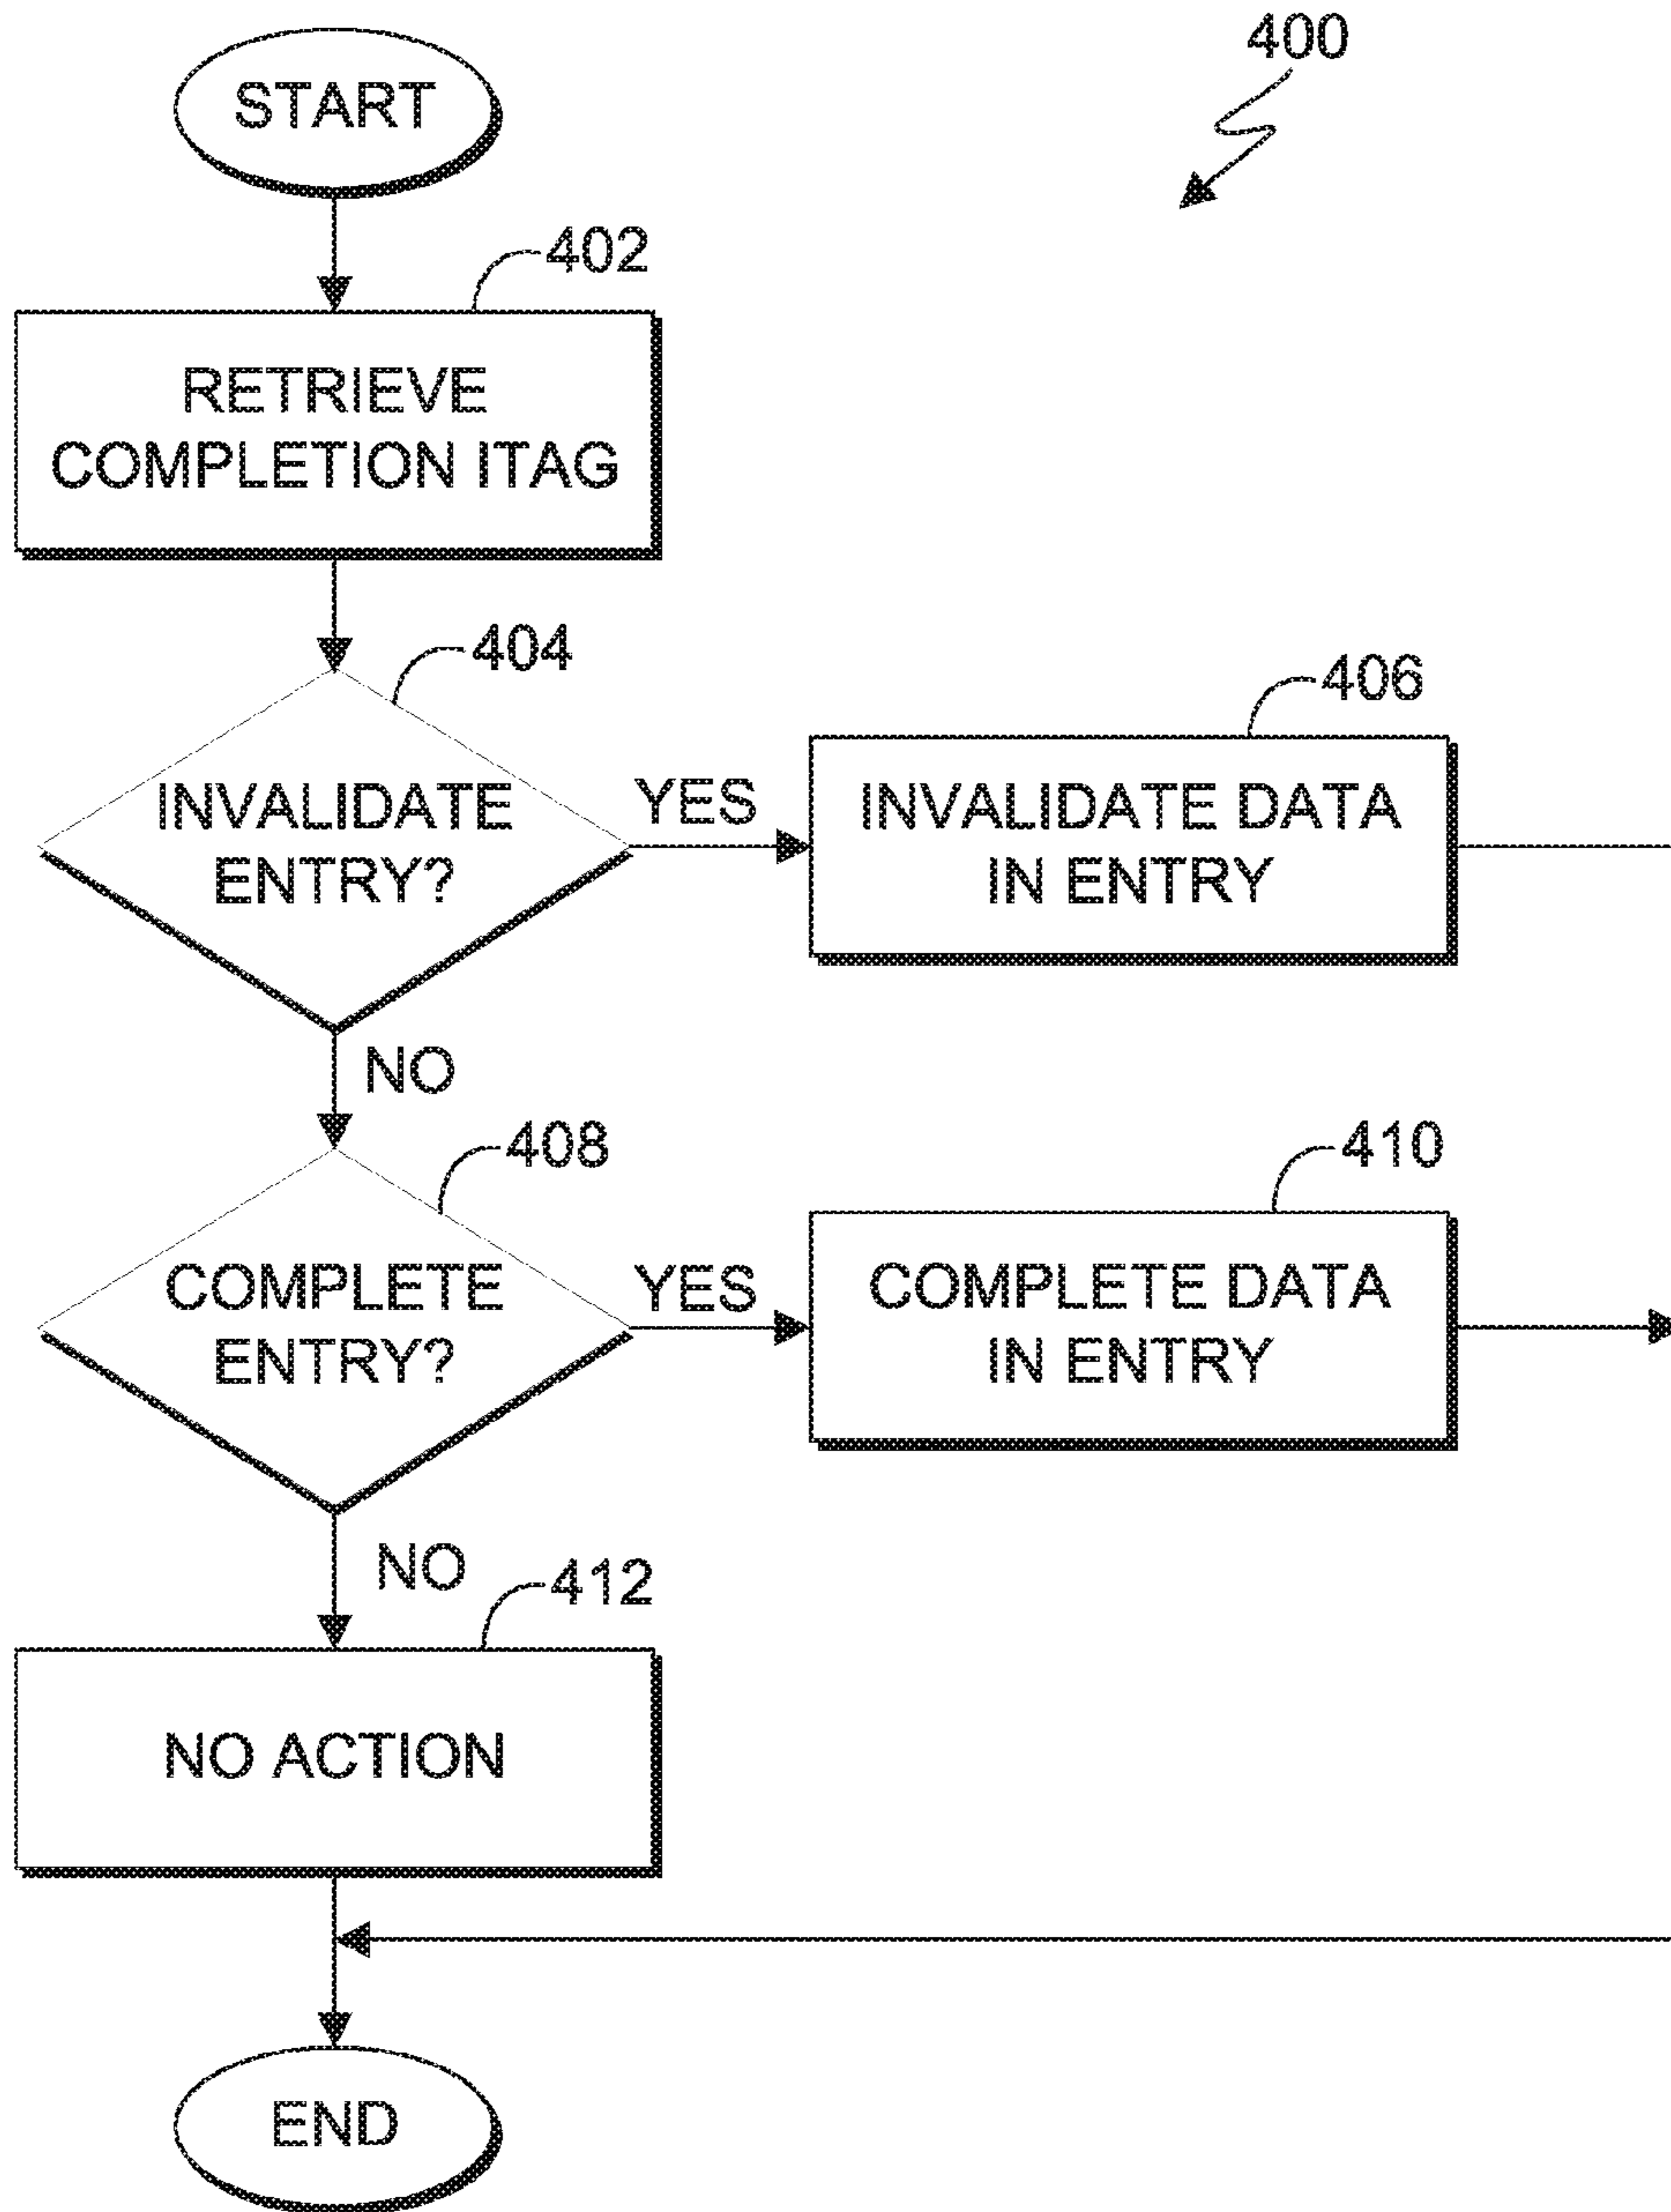 400
START
402
RETRIEVE
COMPLETION ITAG
404
INVALIDATE
ENTRY?
YES
406
INVALIDATE DATA
IN ENTRY
NO
408
COMPLETE
ENTRY?
YES
410
COMPLETE DATA
IN ENTRY
NO
412
NO ACTION
END